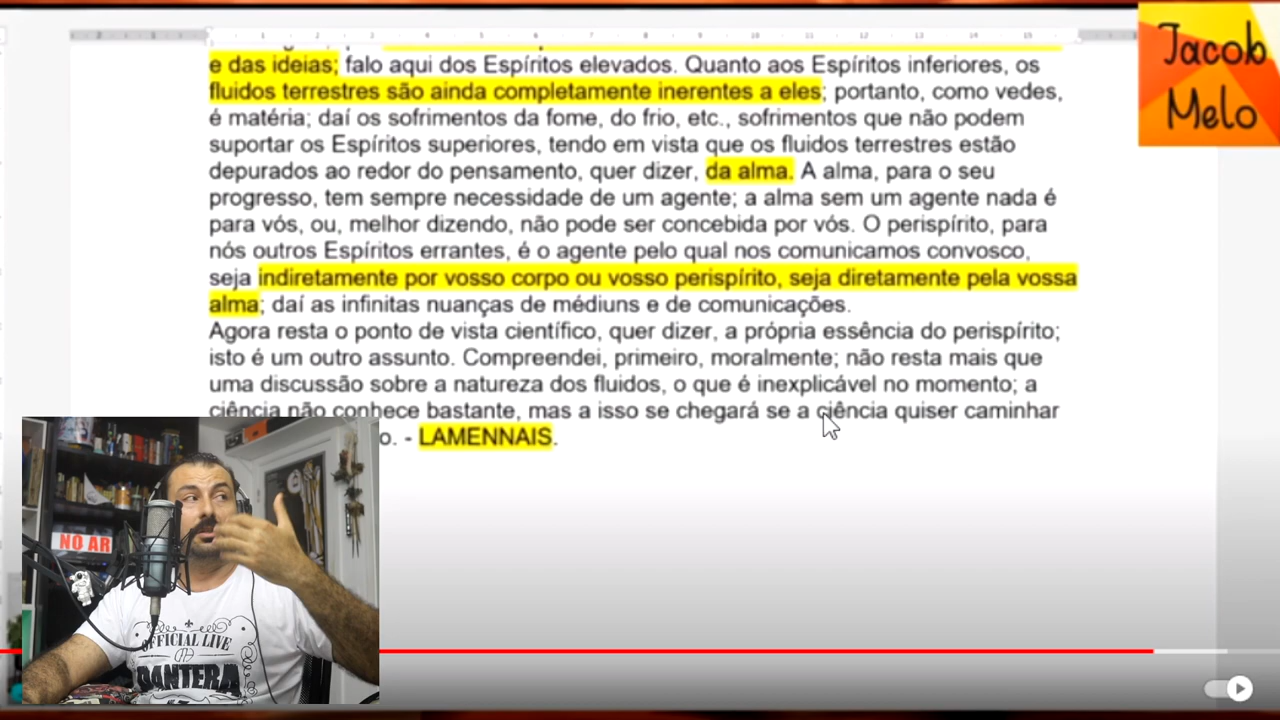 Jacob
Melo
e das ideias; falo aqui dos Espíritos elevados. Quanto aos Espíritos inferiores, os
fluidos terrestres são ainda completamente inerentes a eles; portanto, como vedes,
é matéria; daí os sofrimentos da fome, do frio, etc., sofrimentos que não podem
suportar os Espíritos superiores, tendo em vista que os fluidos terrestres estão
depurados ao redor do pensamento, quer dizer, da alma. A alma, para o seu
progresso, tem sempre necessidade de um agente; a alma sem um agente nada é
para vós, ou, melhor dizendo, não pode ser concebida por vós. O perispírito, para
nós outros Espíritos errantes, é o agente pelo qual nos comunicamos convosco,
seja indiretamente por vosso corpo ou vosso perispírito, seja diretamente pela vossa
alma; daí as infinitas nuanças de médiuns e de comunicações.
Agora resta o ponto de vista científico, quer dizer, a própria essência do perispírito;
isto é um outro assunto. Compreendei, primeiro, moralmente; não resta mais que
uma discussão sobre a natureza dos fluidos, o que é inexplicável no momento; a
ciência não conhece bastante, mas a isso se chegará se a ciência quiser caminhar
o. - LAMENNAIS.
NO AR
OFFICIAL LIVE
PANTERA